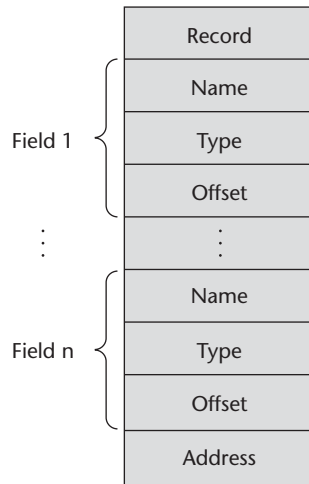 Record
Name
Field 1
Type
Offset
⋮ ⋮
Name
Field n
Type
Offset
Address